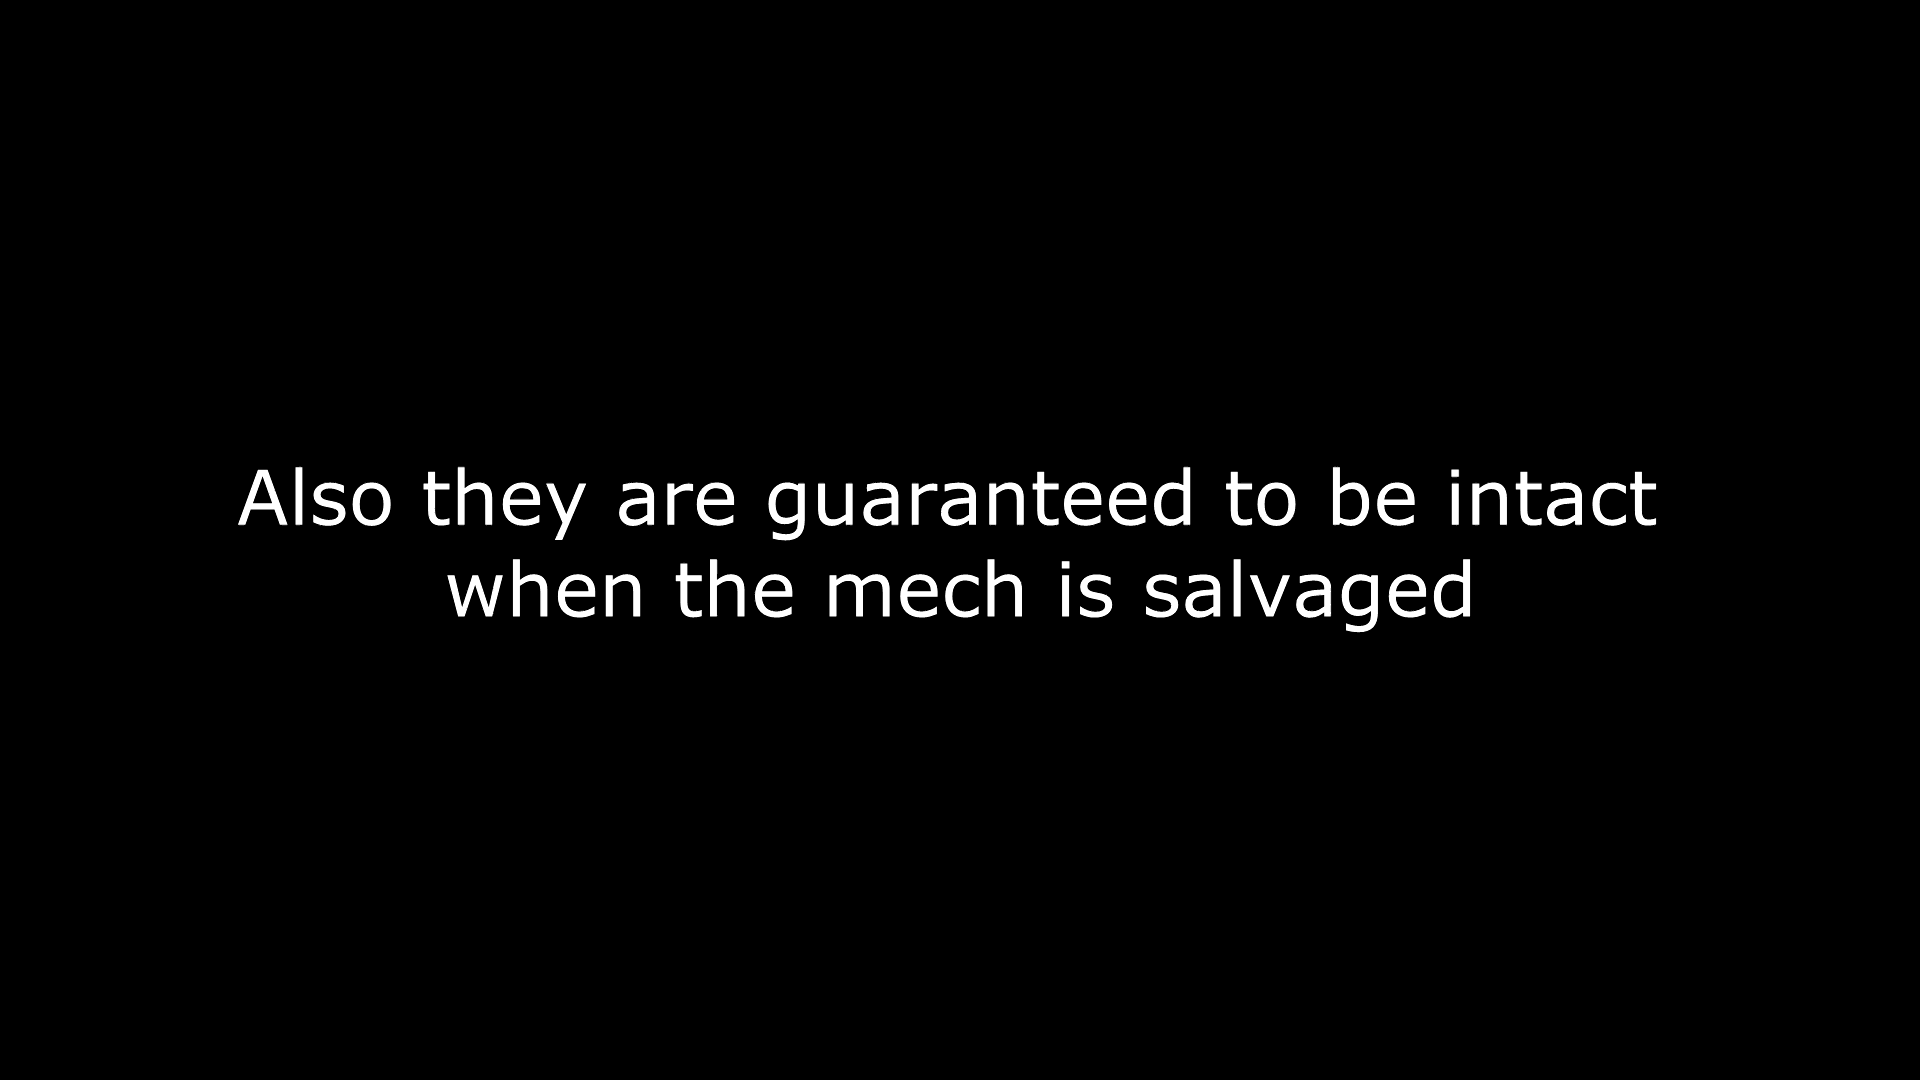 Also they are guaranteed to be intact
when the mech is salvaged